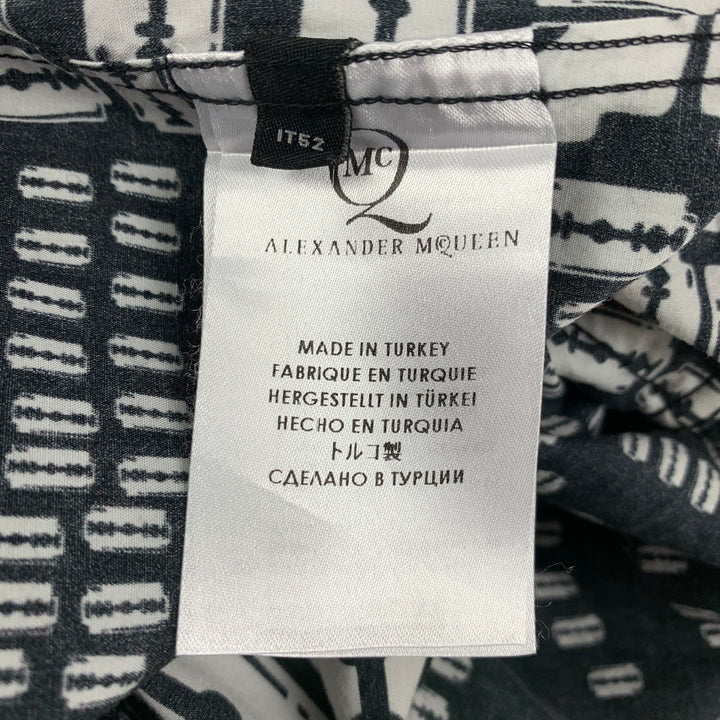 IT52
McQ
ALEXANDER MCQUEEN
MADE IN TURKEY
FABRIQUE EN TURQUIE
HERGESTELLT IN TÜRKEI
HECHO EN TURQUIA
トルコ製
СДЕЛАНО В ТУРЦИИ